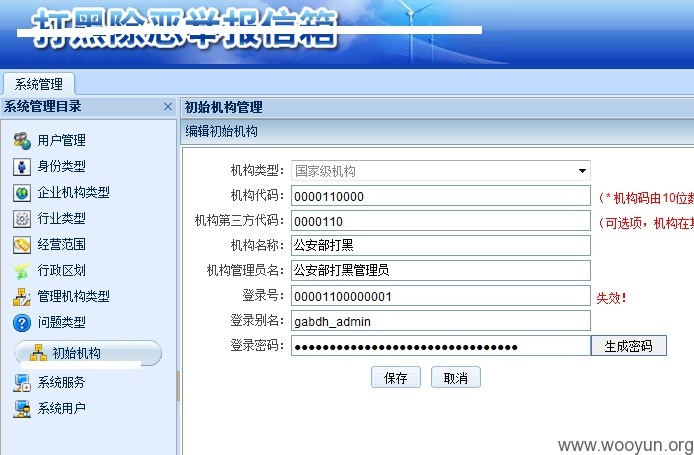 打黑除恶举报信箱
系统管理
系统管理目录
用户管理
身份类型
企业机构类型
行业类型
经营范围
行政区划
管理机构类型
问题类型
初始机构
系统服务
系统用户
初始机构管理
编辑初始机构
机构类型: 国家级机构
机构代码: 0000110000 (*机构码由10位数
机构第三方代码: 0000110 (可选项，机构在其
机构名称: 公安部打黑
机构管理员名: 公安部打黑管理员
登录号: 00001100000001 失效!
登录别名: gabdh_admin
登录密码: ●●●●●●●●●●●●●●●●●●●●●●●●●●●●●●●● 生成密码
保存 取消
www.wooyun.org